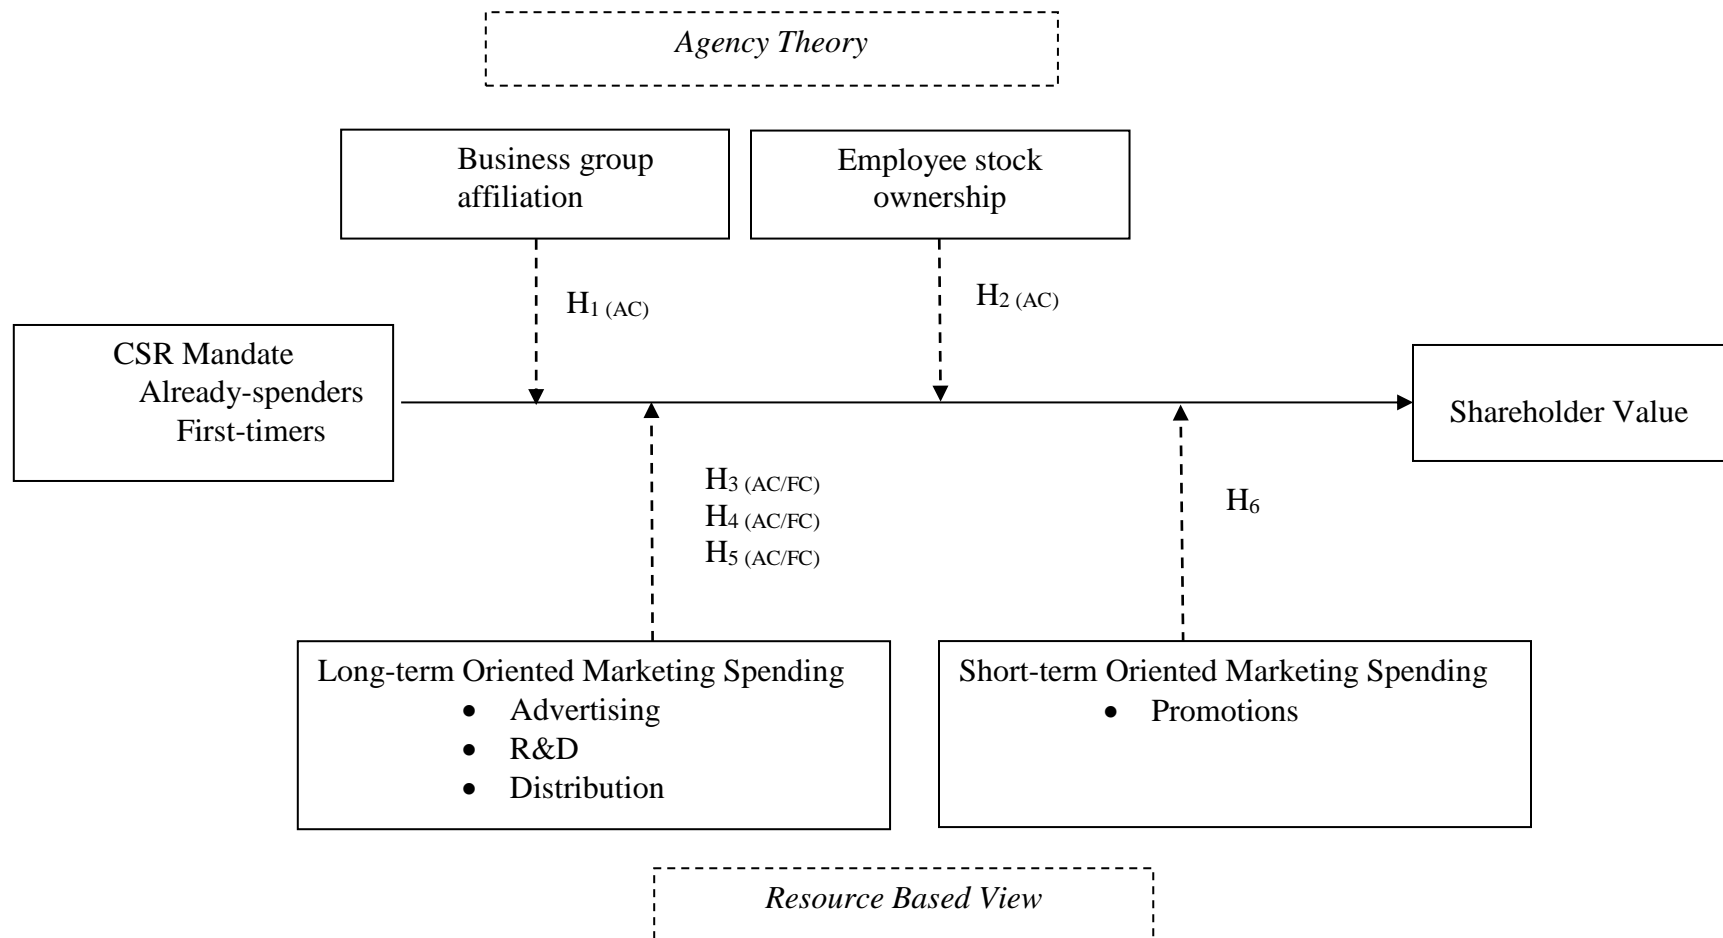 Agency Theory
Business group
affiliation
Employee stock
ownership
H1 (AC)
H2 (AC)
CSR Mandate
Already-spenders
First-timers
Shareholder Value
H3 (AC/FC)
H4 (AC/FC)
H5 (AC/FC)
H6
Long-term Oriented Marketing Spending
• Advertising
• R&D
• Distribution
Short-term Oriented Marketing Spending
• Promotions
Resource Based View